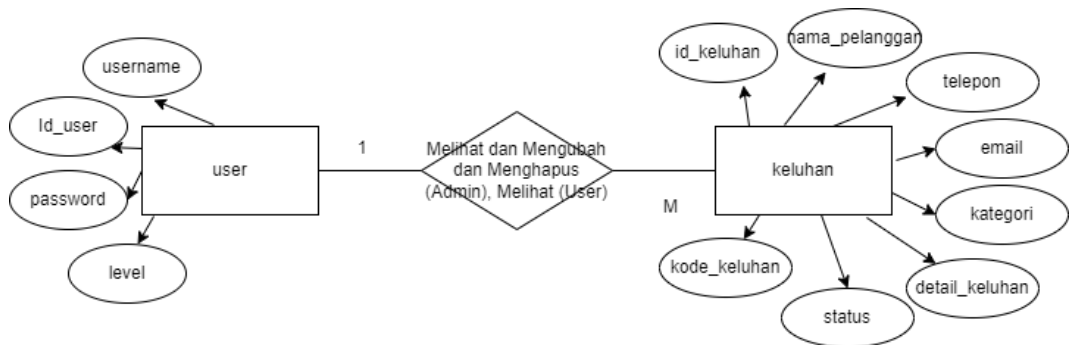 username
Id_user
password
level
user
1
Melihat dan Mengubah
dan Menghapus
(Admin), Melihat (User)
M
keluhan
id_keluhan
nama_pelanggan
telepon
email
kategori
detail_keluhan
status
kode_keluhan